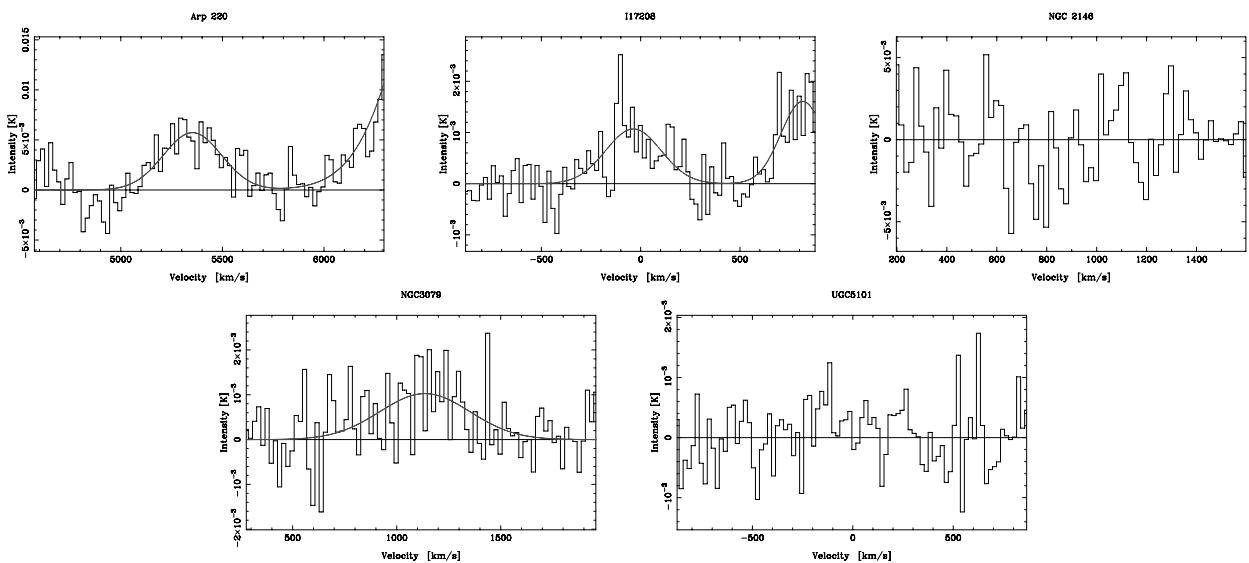 Arp 220
I17208
NGC 2146
0.015
0.01
5×10⁻³
0
−5×10⁻³
Intensity [K]
5000
5500
6000
Velocity [km/s]
2×10⁻³
10⁻³
0
−10⁻³
Intensity [K]
−500
0
500
Velocity [km/s]
5×10⁻³
0
−5×10⁻³
Intensity [K]
200
400
600
800
1000
1200
1400
Velocity [km/s]
NGC3079
UGC5101
2×10⁻³
10⁻³
0
−10⁻³
−2×10⁻³
Intensity [K]
500
1000
1500
Velocity [km/s]
2×10⁻³
10⁻³
0
−10⁻³
Intensity [K]
−500
0
500
Velocity [km/s]